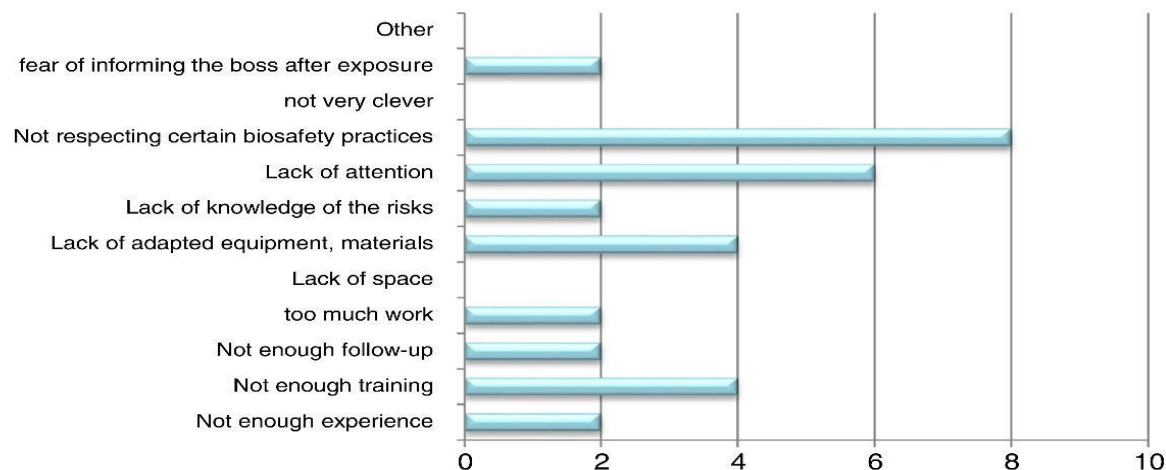 Other
fear of informing the boss after exposure
not very clever
Not respecting certain biosafety practices
Lack of attention
Lack of knowledge of the risks
Lack of adapted equipment, materials
Lack of space
too much work
Not enough follow-up
Not enough training
Not enough experience
0 2 4 6 8 10